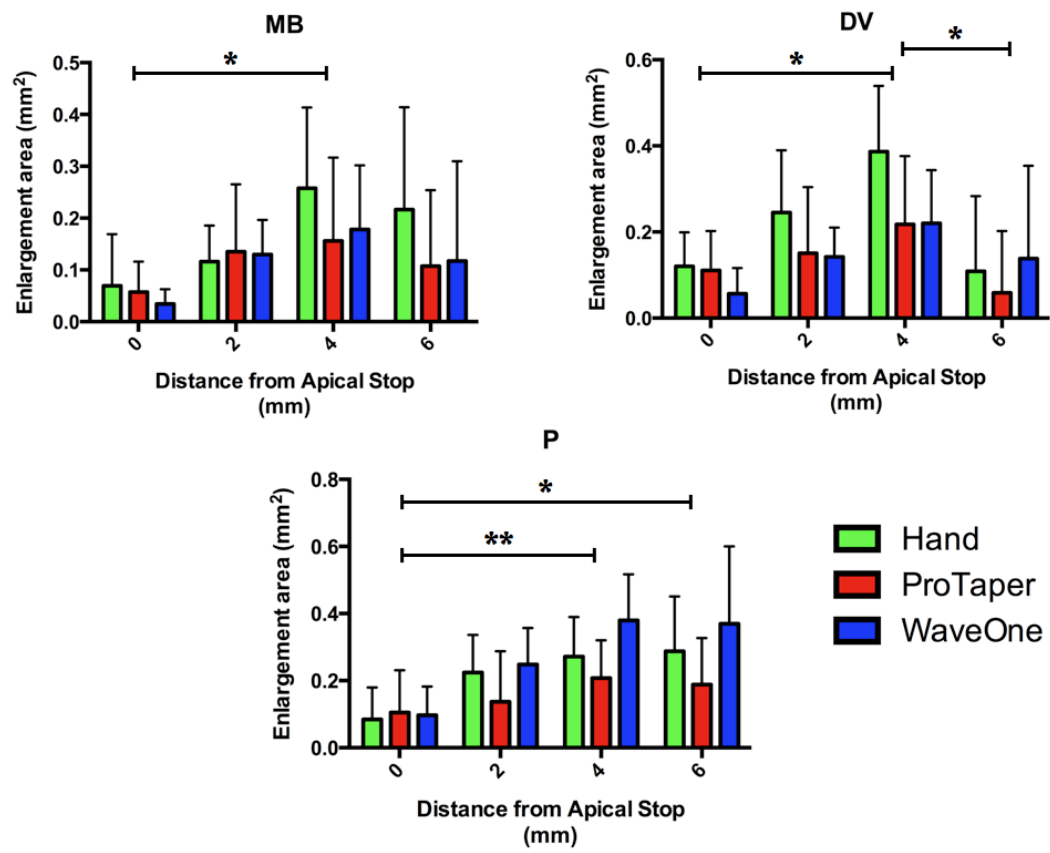 MB
*
Enlargement area (mm²)
0.5
0.4
0.3
0.2
0.1
0.0
0 2 4 6
Distance from Apical Stop
(mm)
DV
* *
Enlargement area (mm²)
0.6
0.4
0.2
0.0
0 2 4 6
Distance from Apical Stop
(mm)
P
*
**
Enlargement area (mm²)
0.8
0.6
0.4
0.2
0.0
0 2 4 6
Distance from Apical Stop
(mm)
Hand
ProTaper
WaveOne